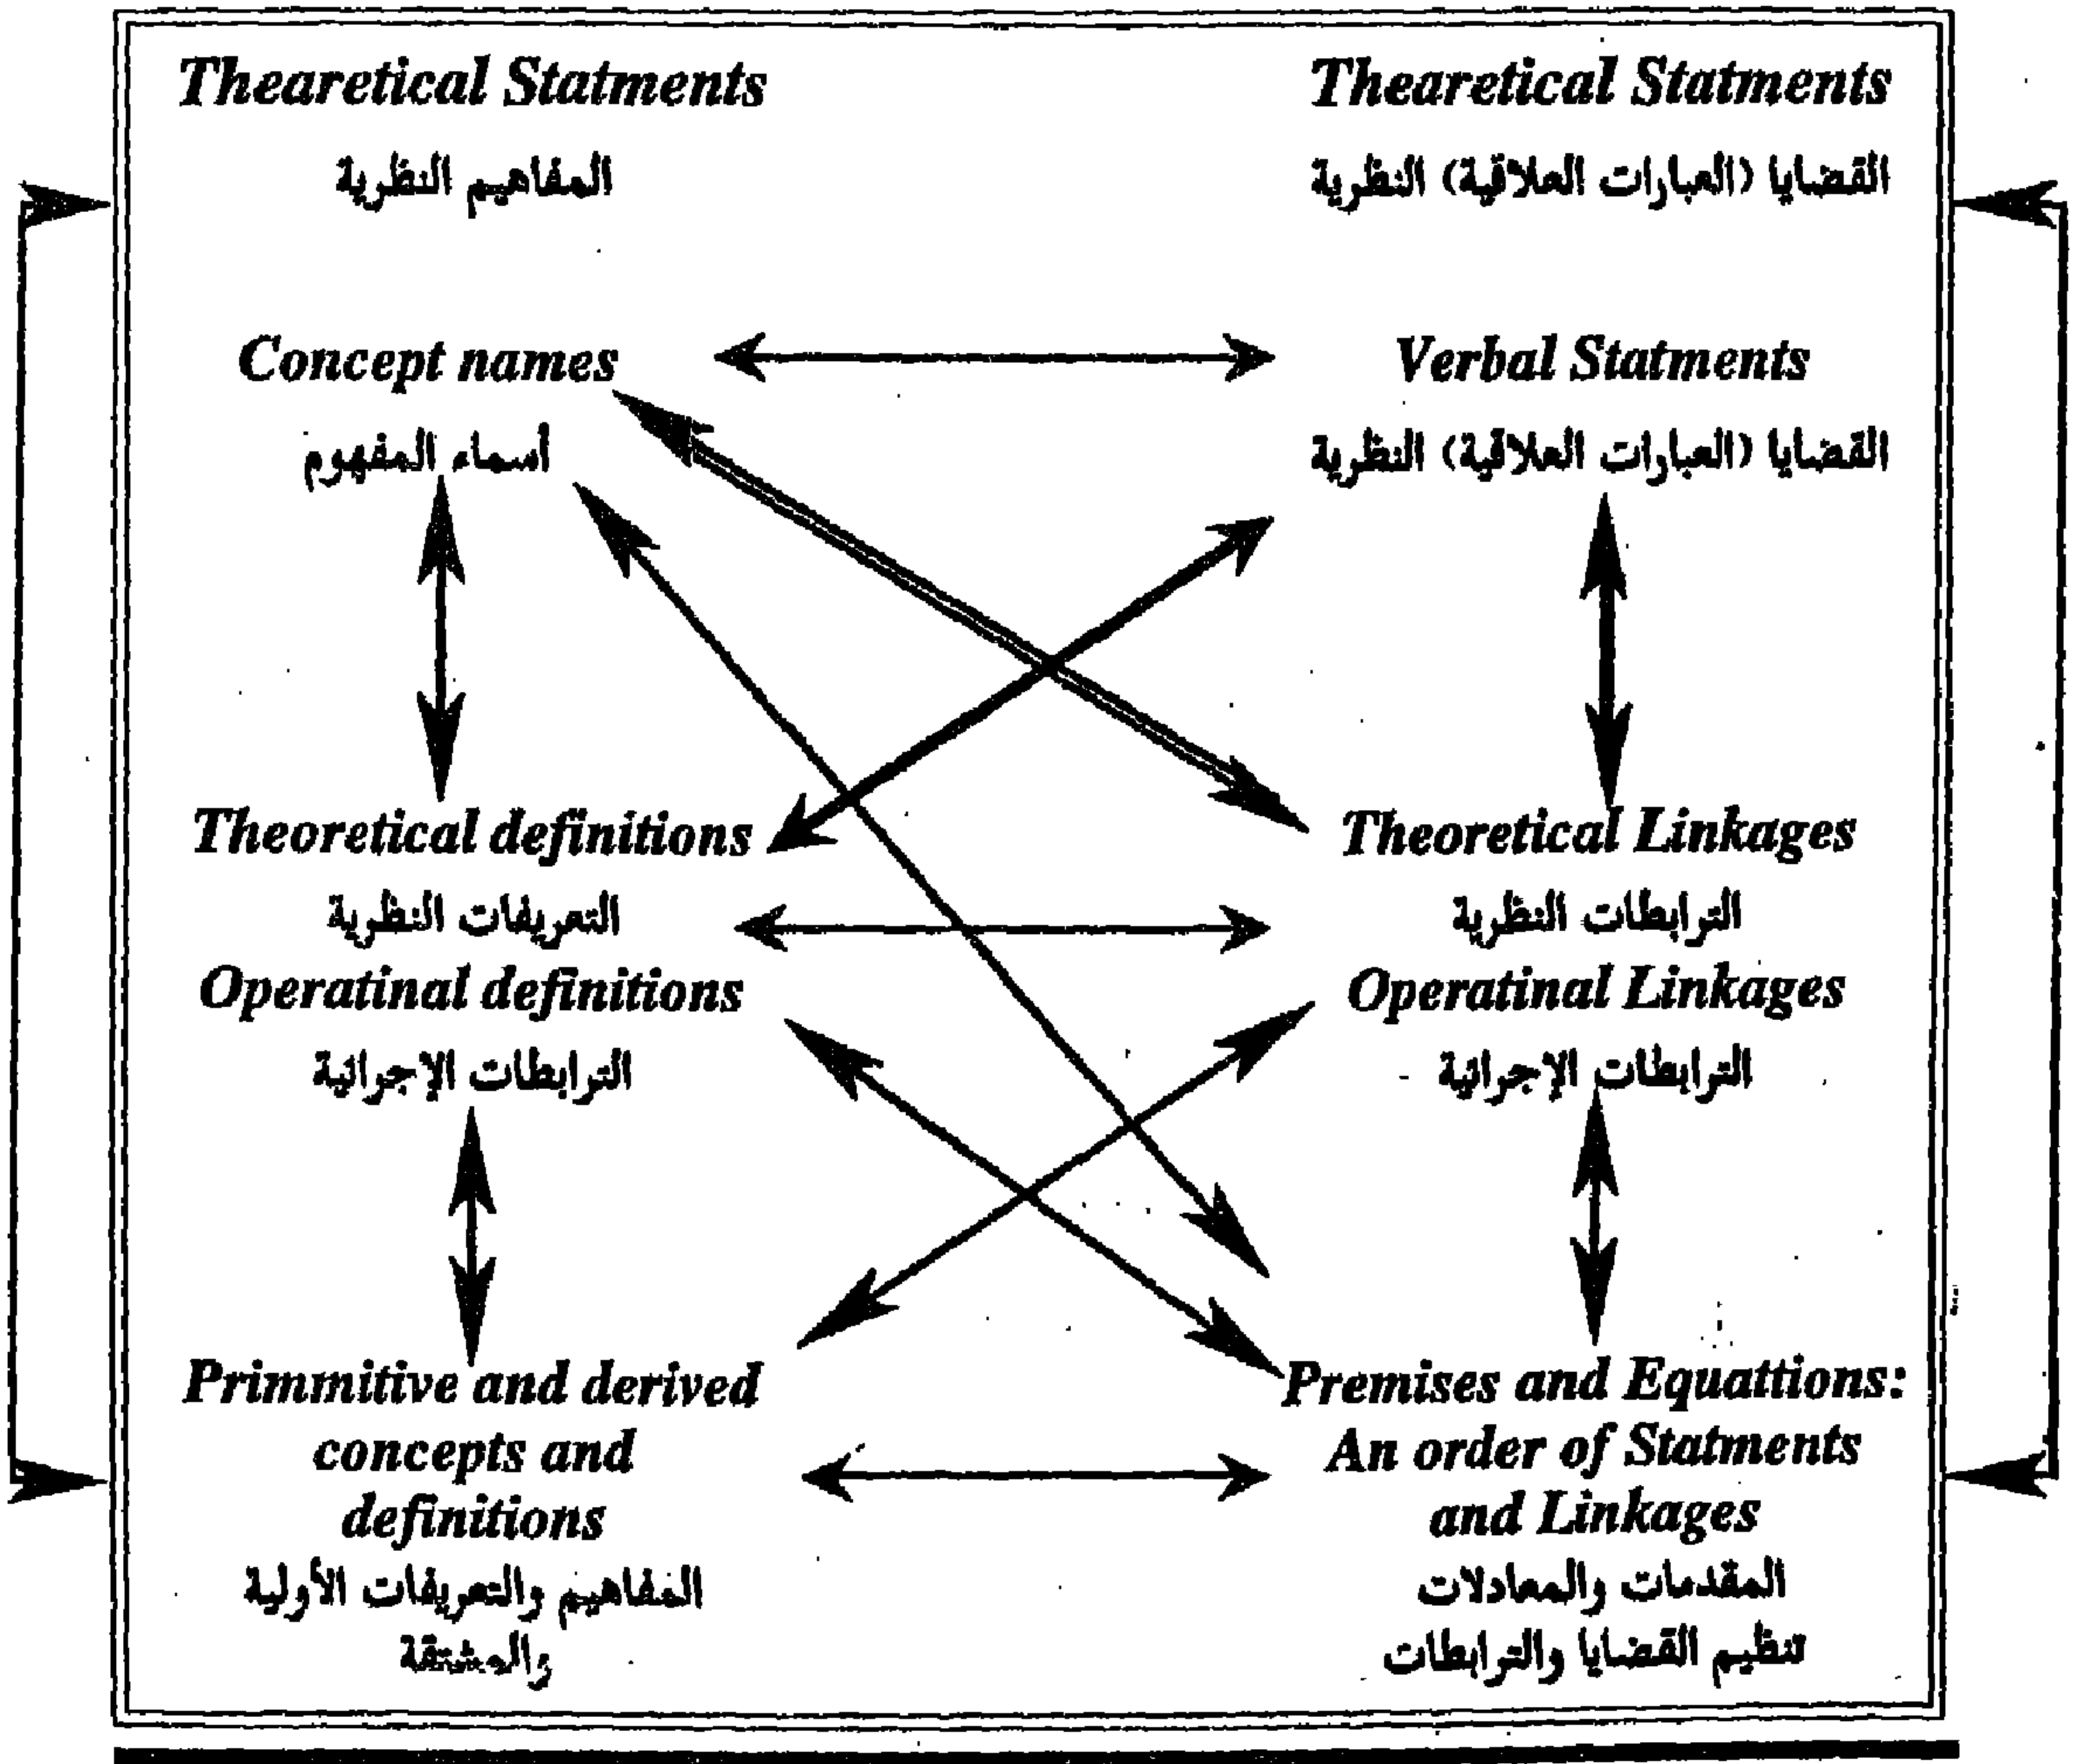 Thearetical Statments
المفاهيم النظرية
Thearetical Statments
القضايا (العبارات العلاقية) النظرية
Concept names
أسماء المفهوم
Verbal Statments
القضايا (العبارات العلاقية) النظرية
Theoretical definitions
التعريفات النظرية
Operatinal definitions
الترابطات الإجرائية
Theoretical Linkages
الترابطات النظرية
Operatinal Linkages
الترابطات الإجرائية
Primmitive and derived
concepts and
definitions
المفاهيم والتعريفات الأولية
والمشتقة
Premises and Equattions:
An order of Statments
and Linkages
المقدمات والمعادلات
تنظيم القضايا والترابطات